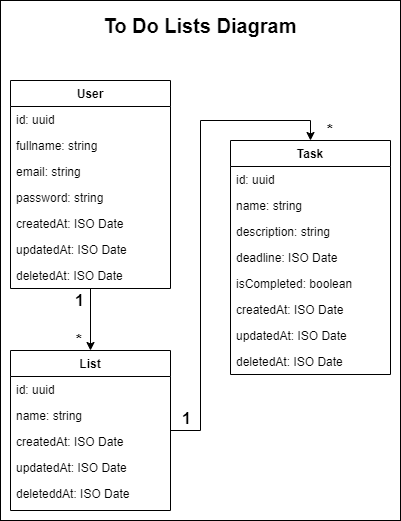 To Do Lists Diagram
User
id: uuid
fullname: string
email: string
password: string
createdAt: ISO Date
updatedAt: ISO Date
deletedAt: ISO Date
1
*
List
id: uuid
name: string
createdAt: ISO Date
updatedAt: ISO Date
deleteddAt: ISO Date
1
*
Task
id: uuid
name: string
description: string
deadline: ISO Date
isCompleted: boolean
createdAt: ISO Date
updatedAt: ISO Date
deletedAt: ISO Date